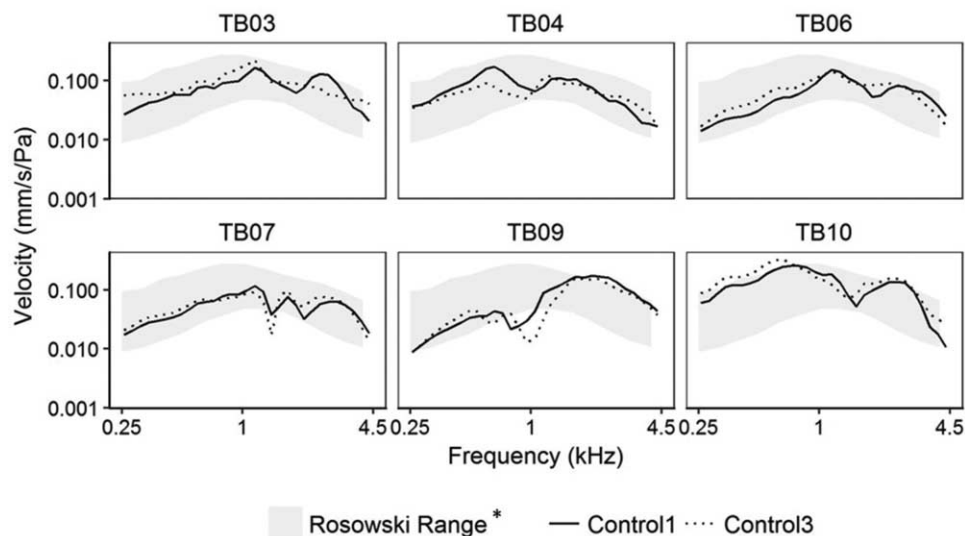 TB03 TB04 TB06
0.100
0.010
0.001
TB07 TB09 TB10
0.100
0.010
0.001
0.25 1 4.5 0.25 1 4.5 0.25 1 4.5
Velocity (mm/s/Pa)
Frequency (kHz)
Rosowski Range* Control1 Control3